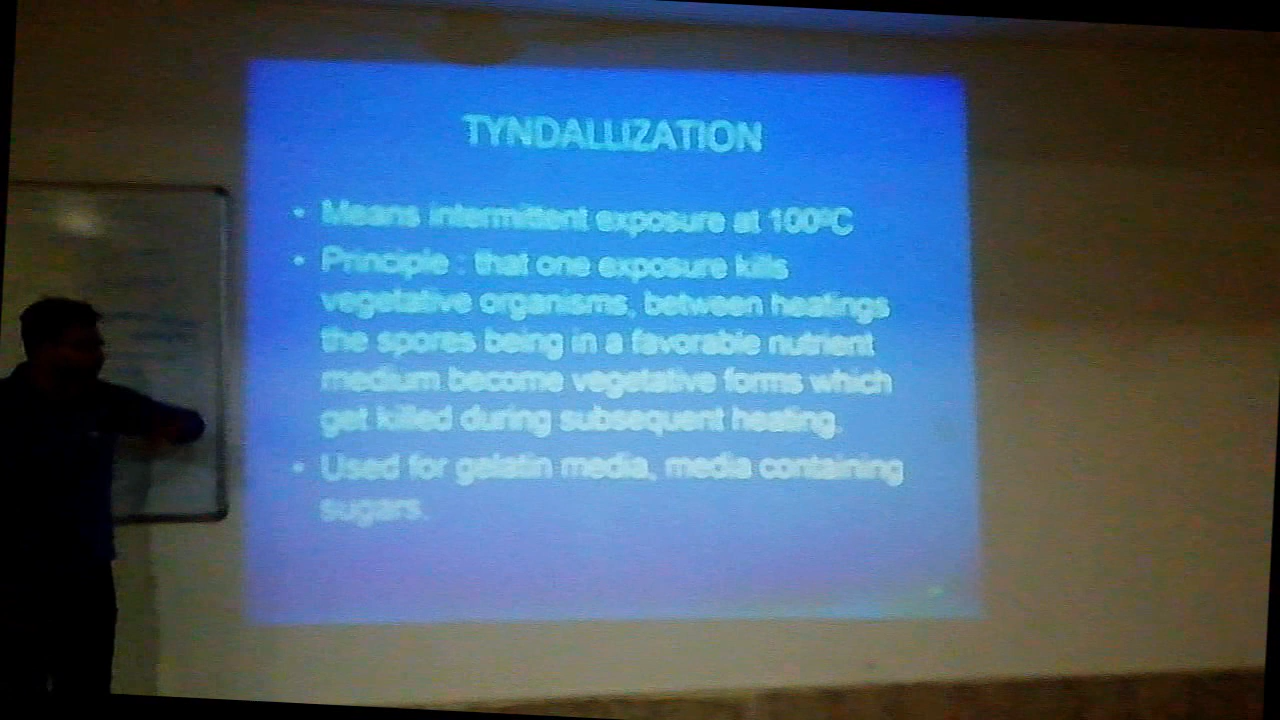 TYNDALLIZATION
• Means intermittent exposure at 100ºC
• Principle : that one exposure kills
vegetative organisms, between heatings
the spores being in a favorable nutrient
medium become vegetative forms which
get killed during subsequent heating.
• Used for gelatin media, media containing
sugars.